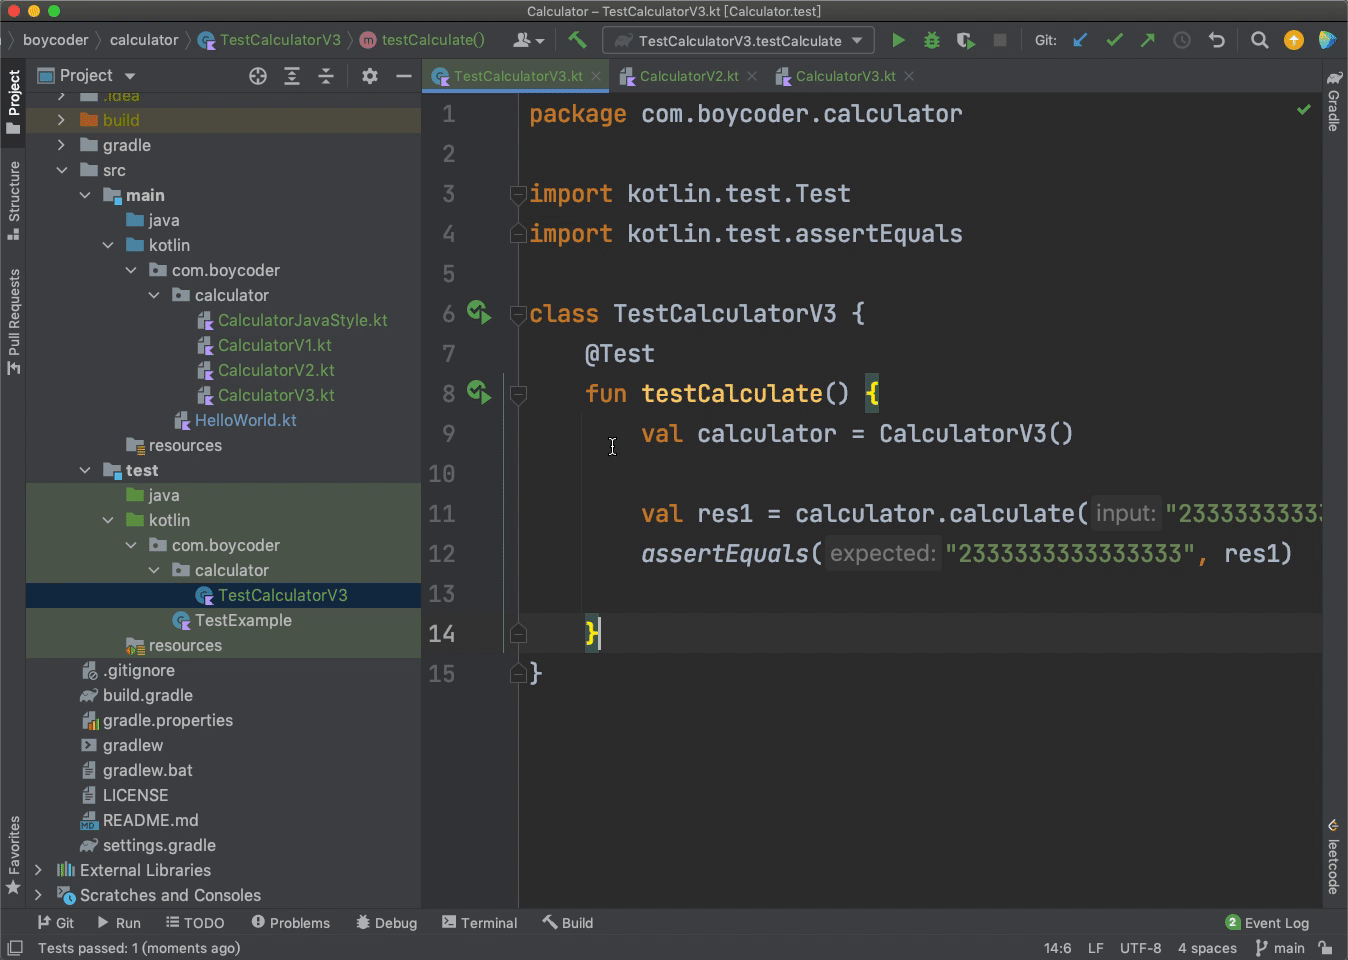 Calculator – TestCalculatorV3.kt [Calculator.test]
boycoder
calculator
TestCalculatorV3
testCalculate()
TestCalculatorV3.testCalculate
Git:
Project
TestCalculatorV3.kt
CalculatorV2.kt
CalculatorV3.kt
Project
Structure
Pull Requests
Favorites
.idea
build
gradle
src
main
java
kotlin
com.boycoder
calculator
CalculatorJavaStyle.kt
CalculatorV1.kt
CalculatorV2.kt
CalculatorV3.kt
HelloWorld.kt
resources
test
java
kotlin
com.boycoder
calculator
TestCalculatorV3
TestExample
resources
.gitignore
build.gradle
gradle.properties
gradlew
gradlew.bat
LICENSE
README.md
settings.gradle
External Libraries
Scratches and Consoles
1 package com.boycoder.calculator
2
3 import kotlin.test.Test
4 import kotlin.test.assertEquals
5
6 class TestCalculatorV3 {
7 @Test
8 fun testCalculate() {
9 val calculator = CalculatorV3()
10
11 val res1 = calculator.calculate( input: "23333333333
12 assertEquals( expected: "2333333333333333", res1)
13
14 }
15 }
Gradle
leetcode
Git
Run
TODO
Problems
Debug
Terminal
Build
2 Event Log
Tests passed: 1 (moments ago)
14:6
LF
UTF-8
4 spaces
main